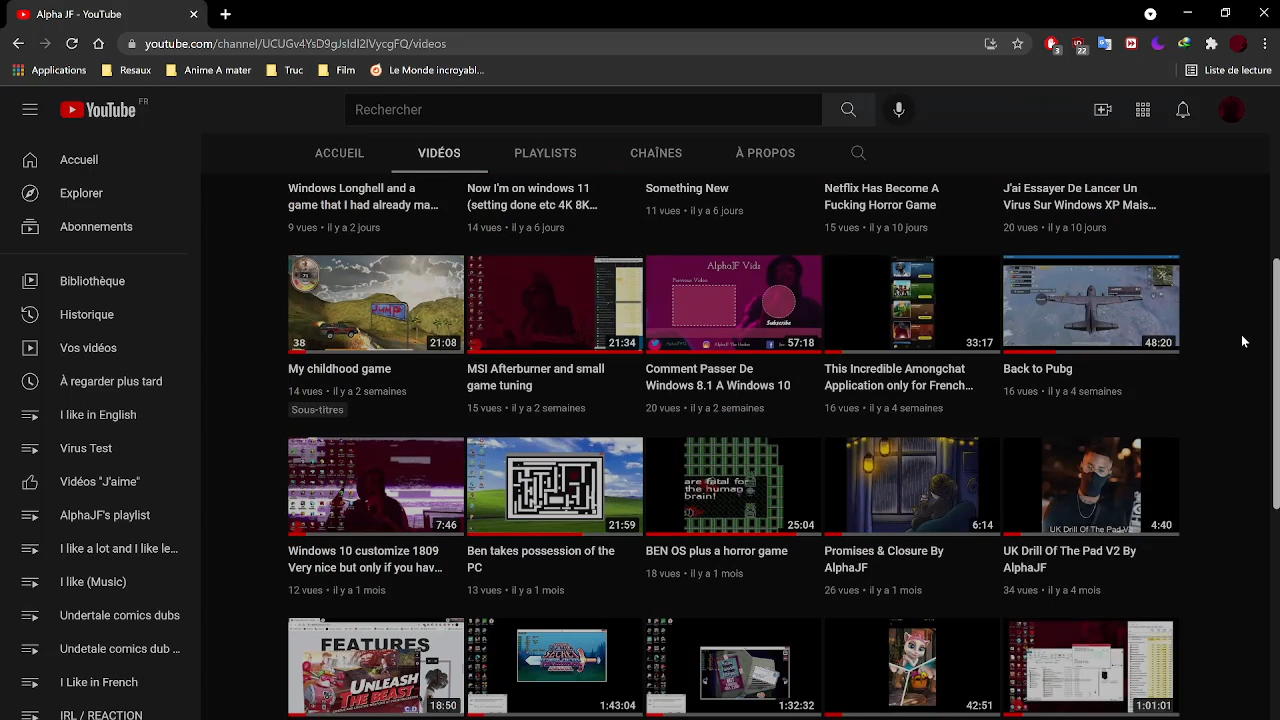 Alpha JF - YouTube
youtube.com/channel/UCUGv4YsD9gJsIdI2IVycgFQ/videos
3
22
Applications
Resaux
Anime A mater
Truc
Film
Le Monde incroyabl...
Liste de lecture
YouTube FR
Rechercher
ACCUEIL
VIDÉOS
PLAYLISTS
CHAÎNES
À PROPOS
Accueil
Explorer
Abonnements
Bibliothèque
Historique
Vos vidéos
À regarder plus tard
I like in English
Virus Test
Vidéos "J'aime"
AlphaJF's playlist
I like a lot and I like le...
I like (Music)
Undertale comics dubs
Undetale comics dub ...
I Like in French
IRL REACTION
Windows Longhell and a
game that I had already ma...
9 vues • il y a 2 jours
Now I'm on windows 11
(setting done etc 4K 8K...
14 vues • il y a 6 jours
Something New
11 vues • il y a 6 jours
Netflix Has Become A
Fucking Horror Game
15 vues • il y a 10 jours
J'ai Essayer De Lancer Un
Virus Sur Windows XP Mais...
20 vues • il y a 10 jours
71
JUMP
38
21:08
My childhood game
14 vues • il y a 2 semaines
Sous-titres
21:34
MSI Afterburner and small
game tuning
15 vues • il y a 2 semaines
AlphaJF Vids
Previous Video
Subscribe
57:18
Comment Passer De
Windows 8.1 A Windows 10
20 vues • il y a 2 semaines
33:17
This Incredible Amongchat
Application only for French...
16 vues • il y a 4 semaines
48:20
Back to Pubg
16 vues • il y a 4 semaines
7:46
Windows 10 customize 1809
Very nice but only if you hav...
12 vues • il y a 1 mois
21:59
Ben takes possession of the
PC
13 vues • il y a 1 mois
are fatal for
the human
brain!
25:04
BEN OS plus a horror game
18 vues • il y a 1 mois
6:14
Promises & Closure By
AlphaJF
26 vues • il y a 1 mois
UK Drill Of The Pad V2
4:40
UK Drill Of The Pad V2 By
AlphaJF
34 vues • il y a 4 mois
FEATURES
1:43:04
1:32:32
42:51
1:01:01